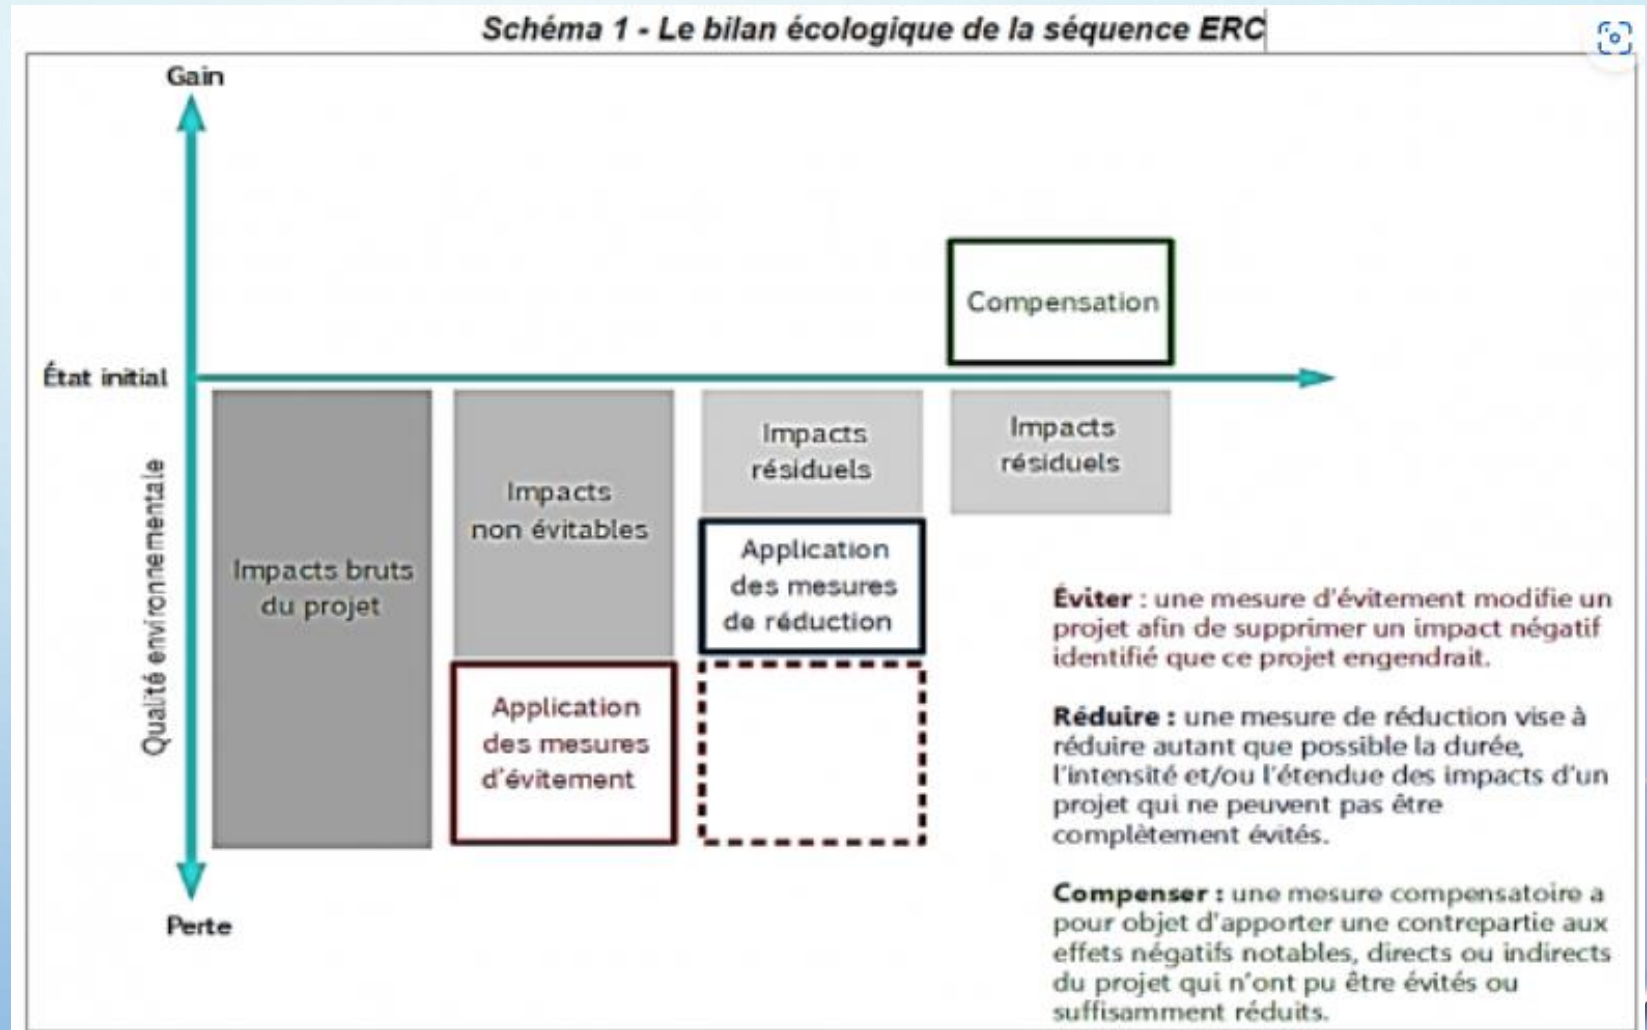 Schéma 1 - Le bilan écologique de la séquence ERC
Gain
État initial
Qualité environnementale
Perte
Impacts bruts
du projet
Impacts
non évitables
Application
des mesures
d'évitement
Impacts
résiduels
Application
des mesures
de réduction
Compensation
Impacts
résiduels
Éviter : une mesure d'évitement modifie un
projet afin de supprimer un impact négatif
identifié que ce projet engendrait.
Réduire : une mesure de réduction vise à
réduire autant que possible la durée,
l'intensité et/ou l'étendue des impacts d'un
projet qui ne peuvent pas être
complètement évités.
Compenser : une mesure compensatoire a
pour objet d'apporter une contrepartie aux
effets négatifs notables, directs ou indirects
du projet qui n'ont pu être évités ou
suffisamment réduits.